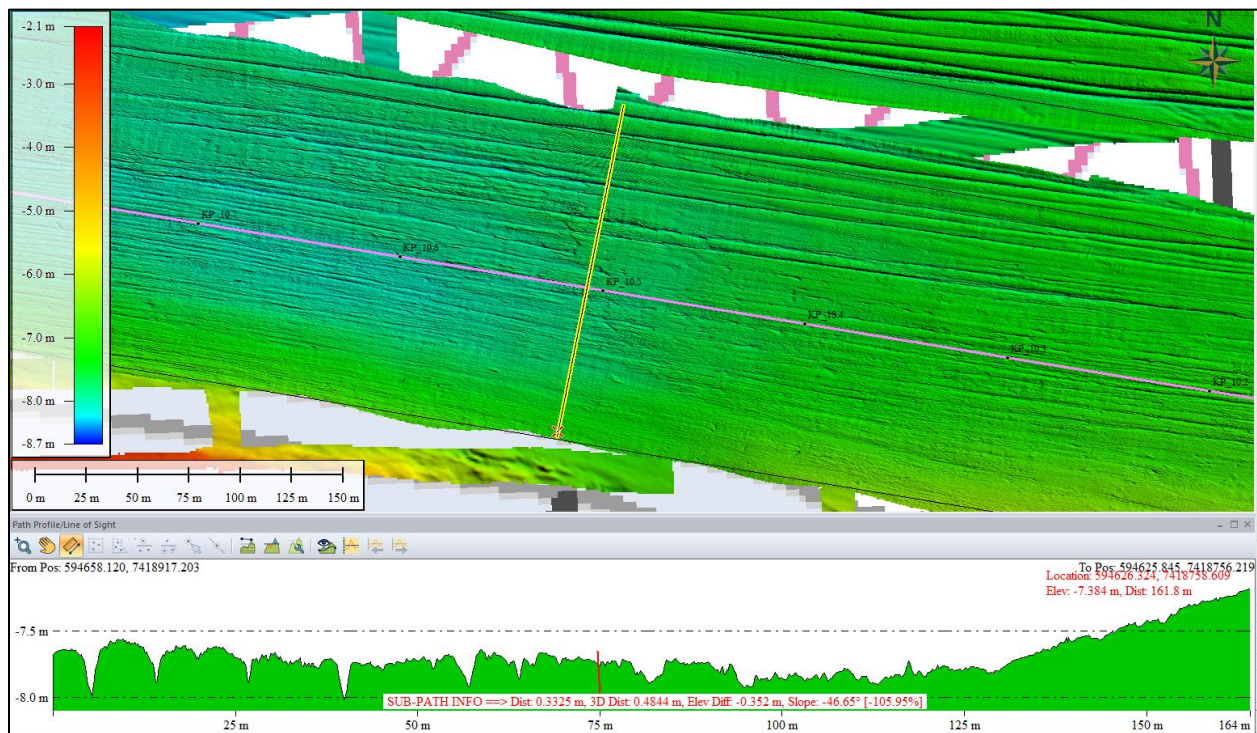 -2.1 m
N
-3.0 m
-4.0 m
-5.0 m
KP_10.7
KP_10.6
-6.0 m
KP_10.5
-7.0 m
KP_10.4
KP_10.3
-8.0 m
KP_10.2
-8.7 m
0 m 25 m 50 m 75 m 100 m 125 m 150 m
Path Profile/Line of Sight
From Pos: 594658.120, 7418917.203
To Pos: 594625.845, 7418756.219
Location: 594626.324, 7418758.609
Elev: -7.384 m, Dist: 161.8 m
-7.5 m
-8.0 m
SUB-PATH INFO ==> Dist: 0.3325 m, 3D Dist: 0.4844 m, Elev Diff: -0.352 m, Slope: -46.65° [-105.95%]
25 m 50 m 75 m 100 m 125 m 150 m 164 m